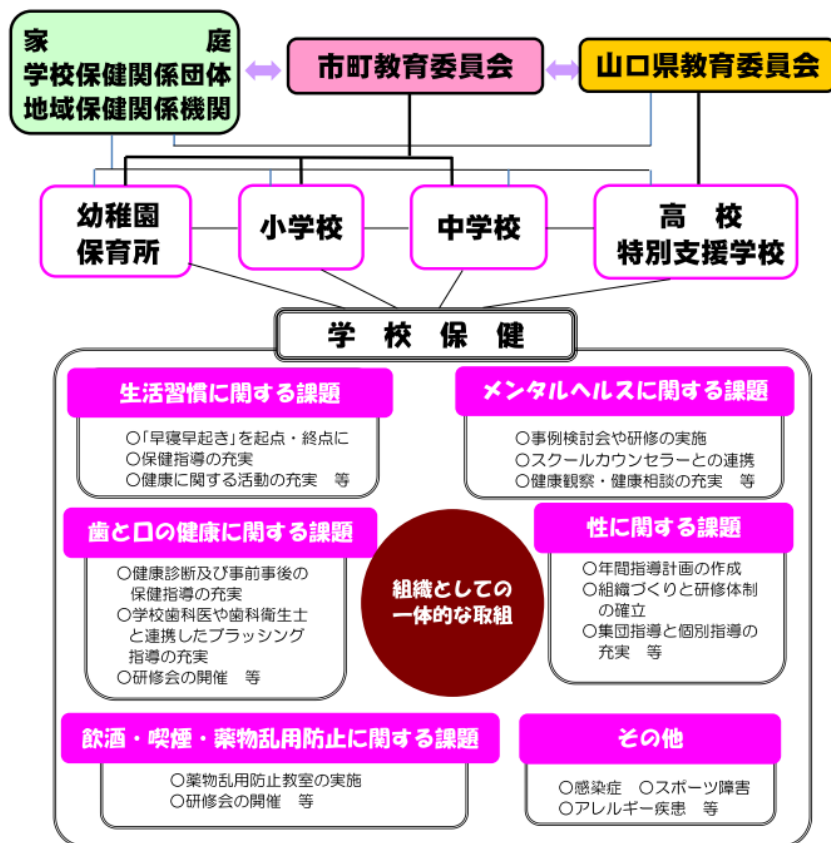 家　　　　庭
学校保健関係団体
地域保健関係機関
市町教育委員会
山口県教育委員会
幼稚園
保育所
小学校
中学校
高　校
特別支援学校
学　校　保　健
生活習慣に関する課題
○「早寝早起き」を起点・終点に
○保健指導の充実
○健康に関する活動の充実　等
メンタルヘルスに関する課題
○事例検討会や研修の実施
○スクールカウンセラーとの連携
○健康観察・健康相談の充実　等
歯と口の健康に関する課題
○健康診断及び事前事後の
保健指導の充実
○学校歯科医や歯科衛生士
と連携したブラッシング
指導の充実
○研修会の開催　等
組織としての
一体的な取組
性に関する課題
○年間指導計画の作成
○組織づくりと研修体制
の確立
○集団指導と個別指導の
充実　等
飲酒・喫煙・薬物乱用防止に関する課題
○薬物乱用防止教室の実施
○研修会の開催　等
その他
○感染症　○スポーツ障害
○アレルギー疾患　等